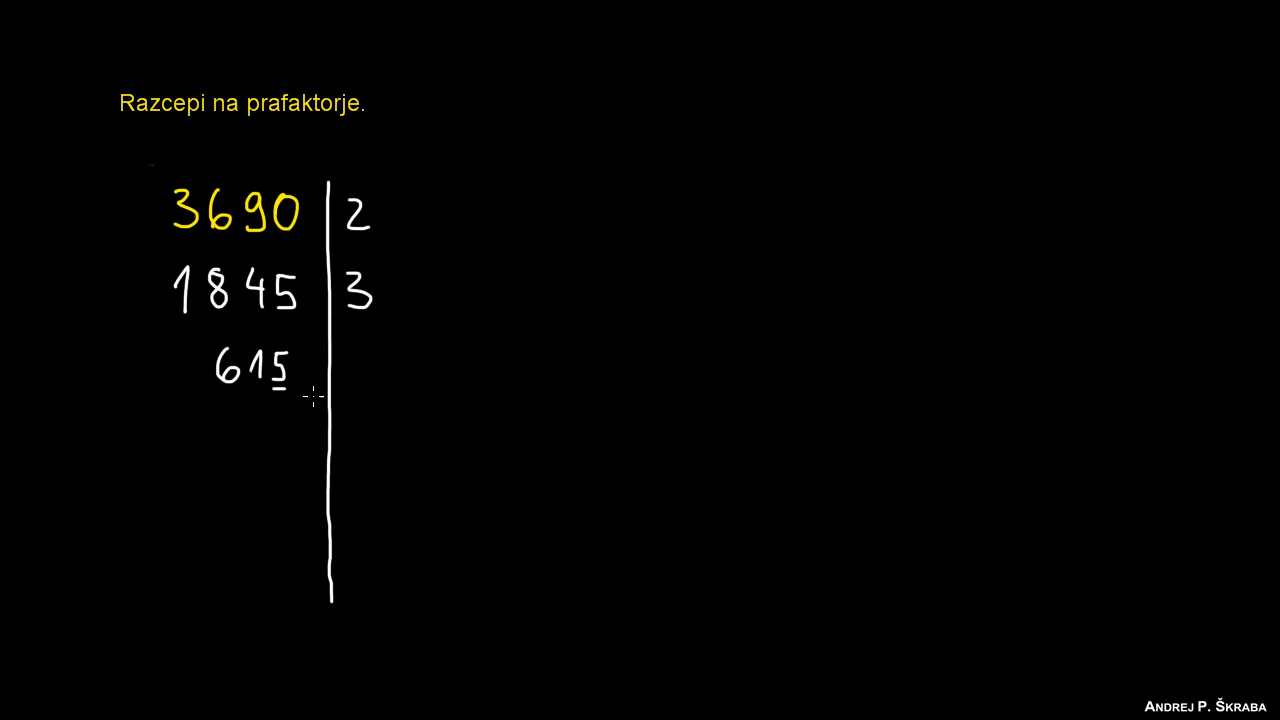 Razcepi na prafaktorje.
3690 | 2
1845 | 3
615 |
ANDREJ P. ŠKRABA